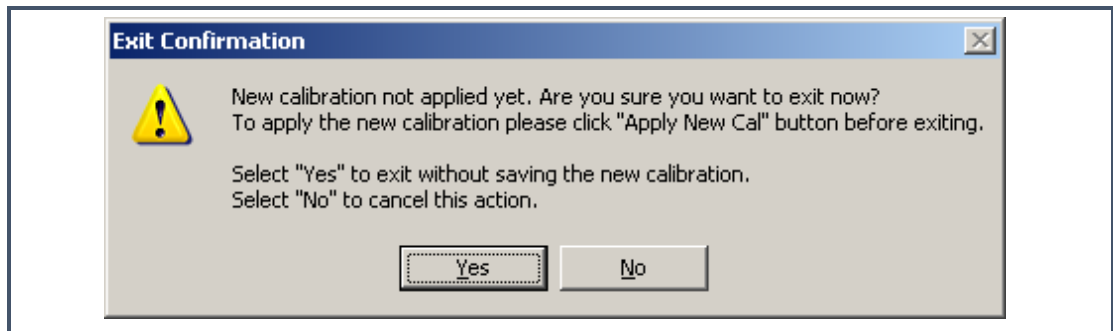 Exit Confirmation
New calibration not applied yet. Are you sure you want to exit now?
To apply the new calibration please click "Apply New Cal" button before exiting.
Select "Yes" to exit without saving the new calibration.
Select "No" to cancel this action.
Yes
No